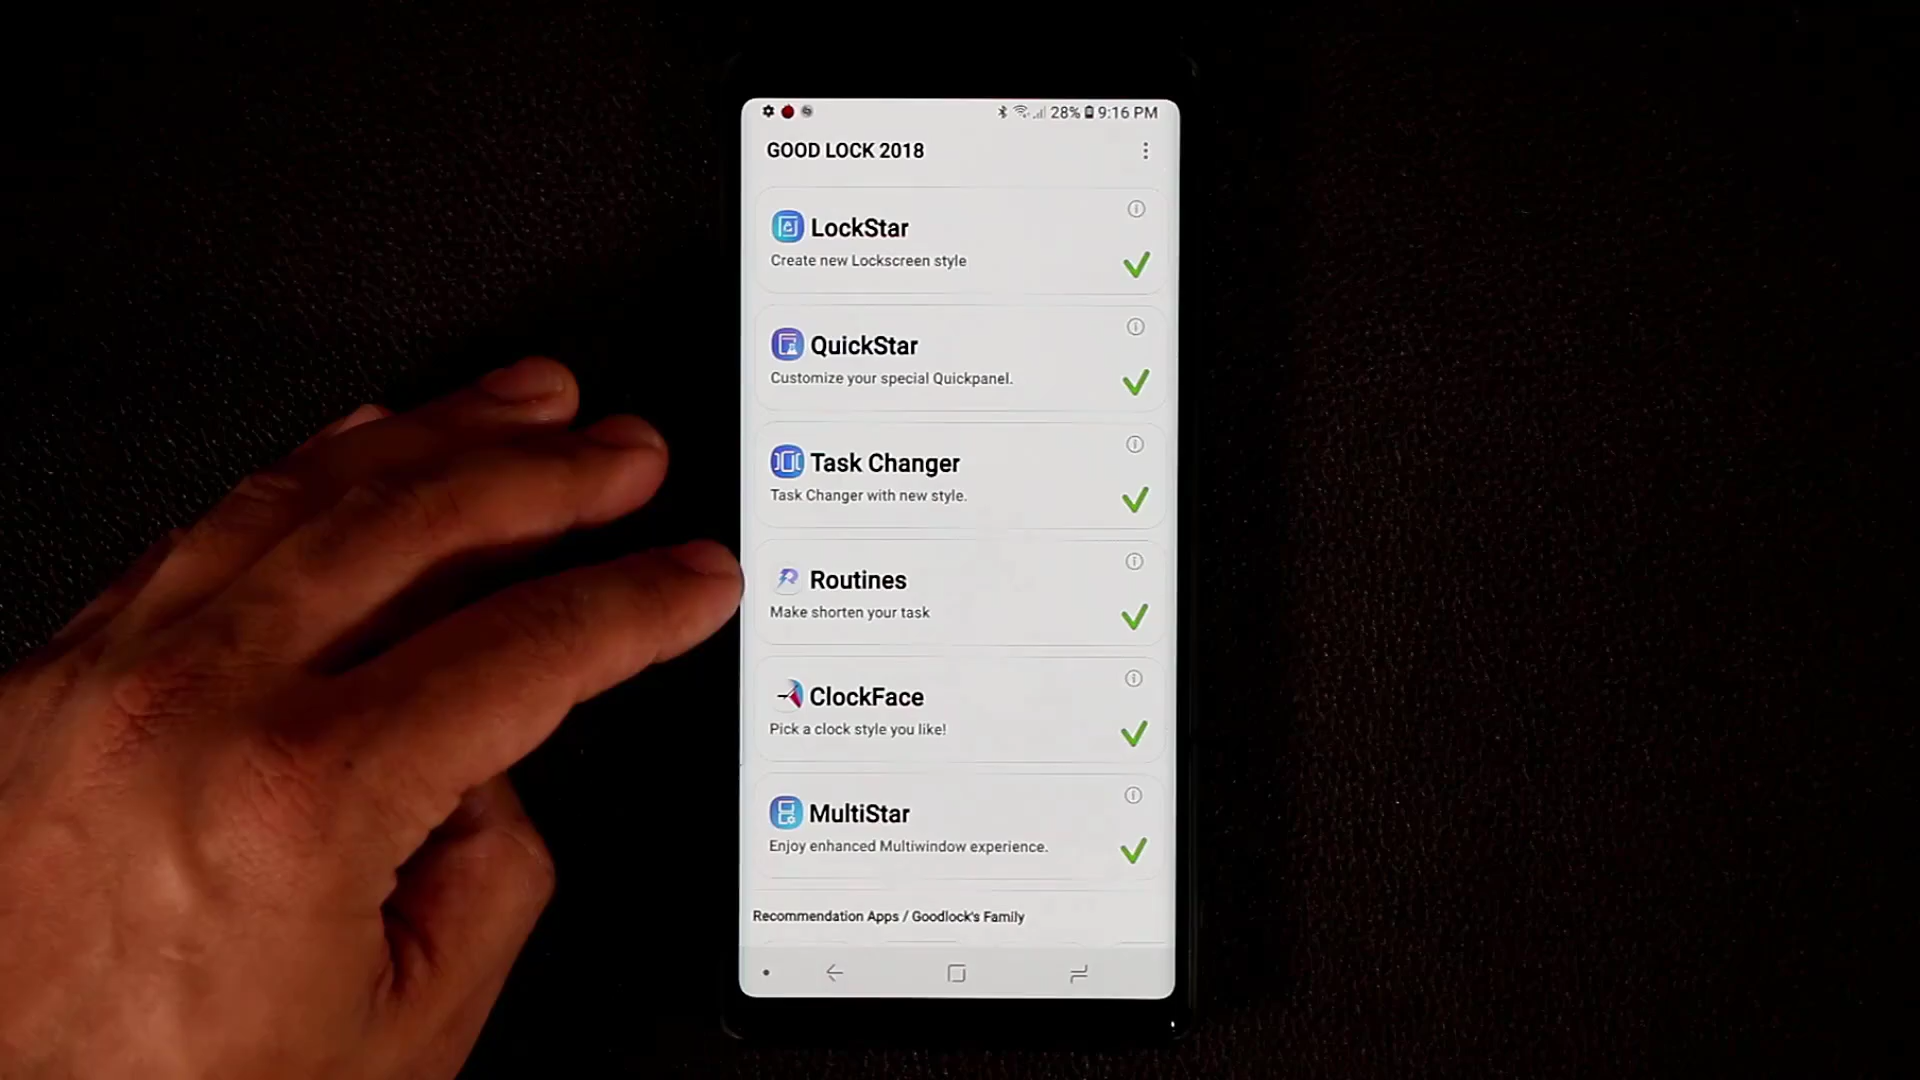 28% 9:16 PM
GOOD LOCK 2018
LockStar
Create new Lockscreen style
QuickStar
Customize your special Quickpanel.
Task Changer
Task Changer with new style.
Routines
Make shorten your task
ClockFace
Pick a clock style you like!
MultiStar
Enjoy enhanced Multiwindow experience.
Recommendation Apps / Goodlock's Family